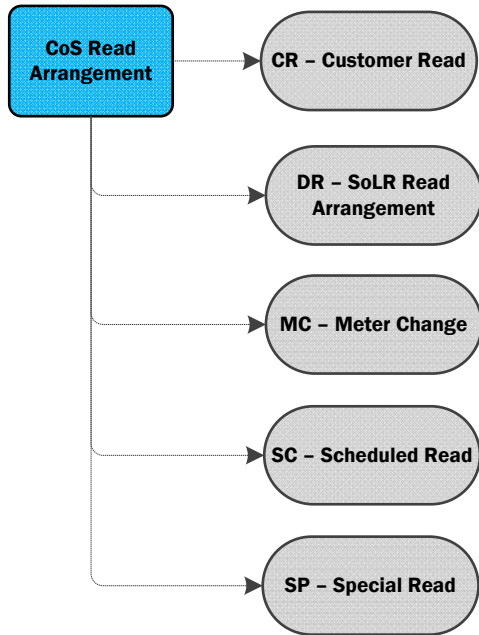 CoS Read
Arrangement
CR – Customer Read
DR – SoLR Read
Arrangement
MC – Meter Change
SC – Scheduled Read
SP – Special Read